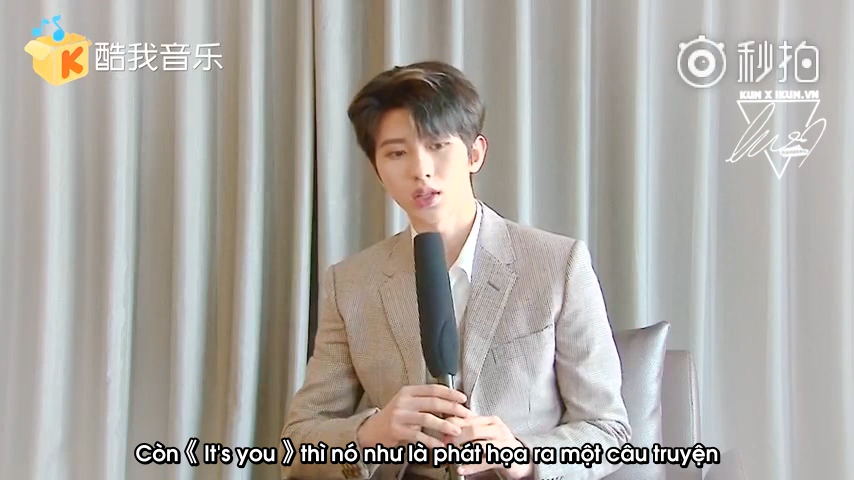 K 酷我音乐
秒拍
KUN X IKUN.VN
Còn《 It's you 》thì nó như là phát họa ra một câu truyện